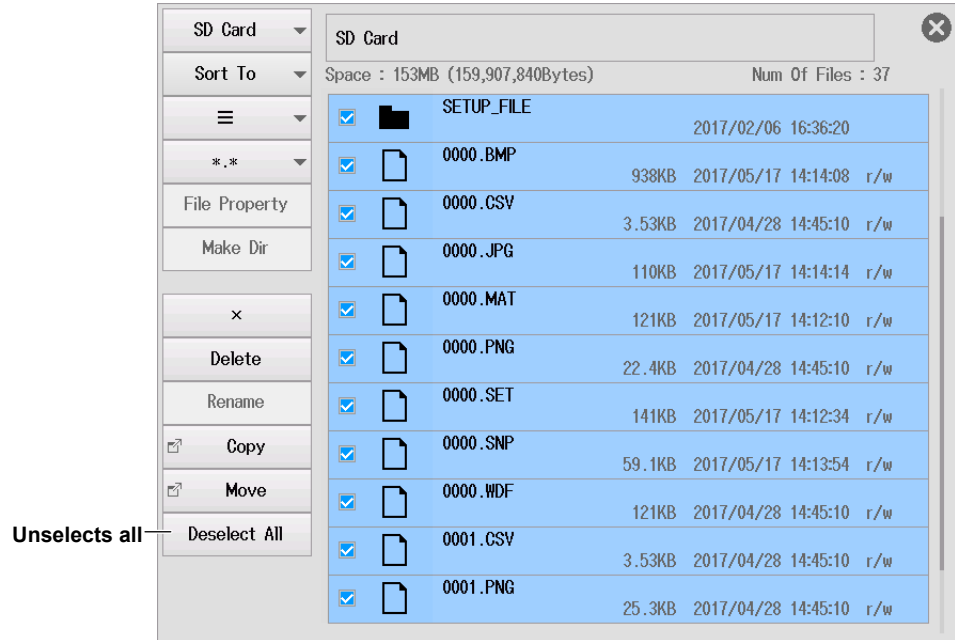 SD Card
Sort To
*.*
File Property
Make Dir
×
Delete
Rename
Copy
Move
Deselect All
Unselects all
SD Card
Space : 153MB (159,907,840Bytes) Num Of Files : 37
SETUP_FILE
2017/02/06 16:36:20
0000.BMP
938KB 2017/05/17 14:14:08 r/w
0000.CSV
3.53KB 2017/04/28 14:45:10 r/w
0000.JPG
110KB 2017/05/17 14:14:14 r/w
0000.MAT
121KB 2017/05/17 14:12:10 r/w
0000.PNG
22.4KB 2017/04/28 14:45:10 r/w
0000.SET
141KB 2017/05/17 14:12:34 r/w
0000.SNP
59.1KB 2017/05/17 14:13:54 r/w
0000.WDF
121KB 2017/04/28 14:45:10 r/w
0001.CSV
3.53KB 2017/04/28 14:45:10 r/w
0001.PNG
25.3KB 2017/04/28 14:45:10 r/w